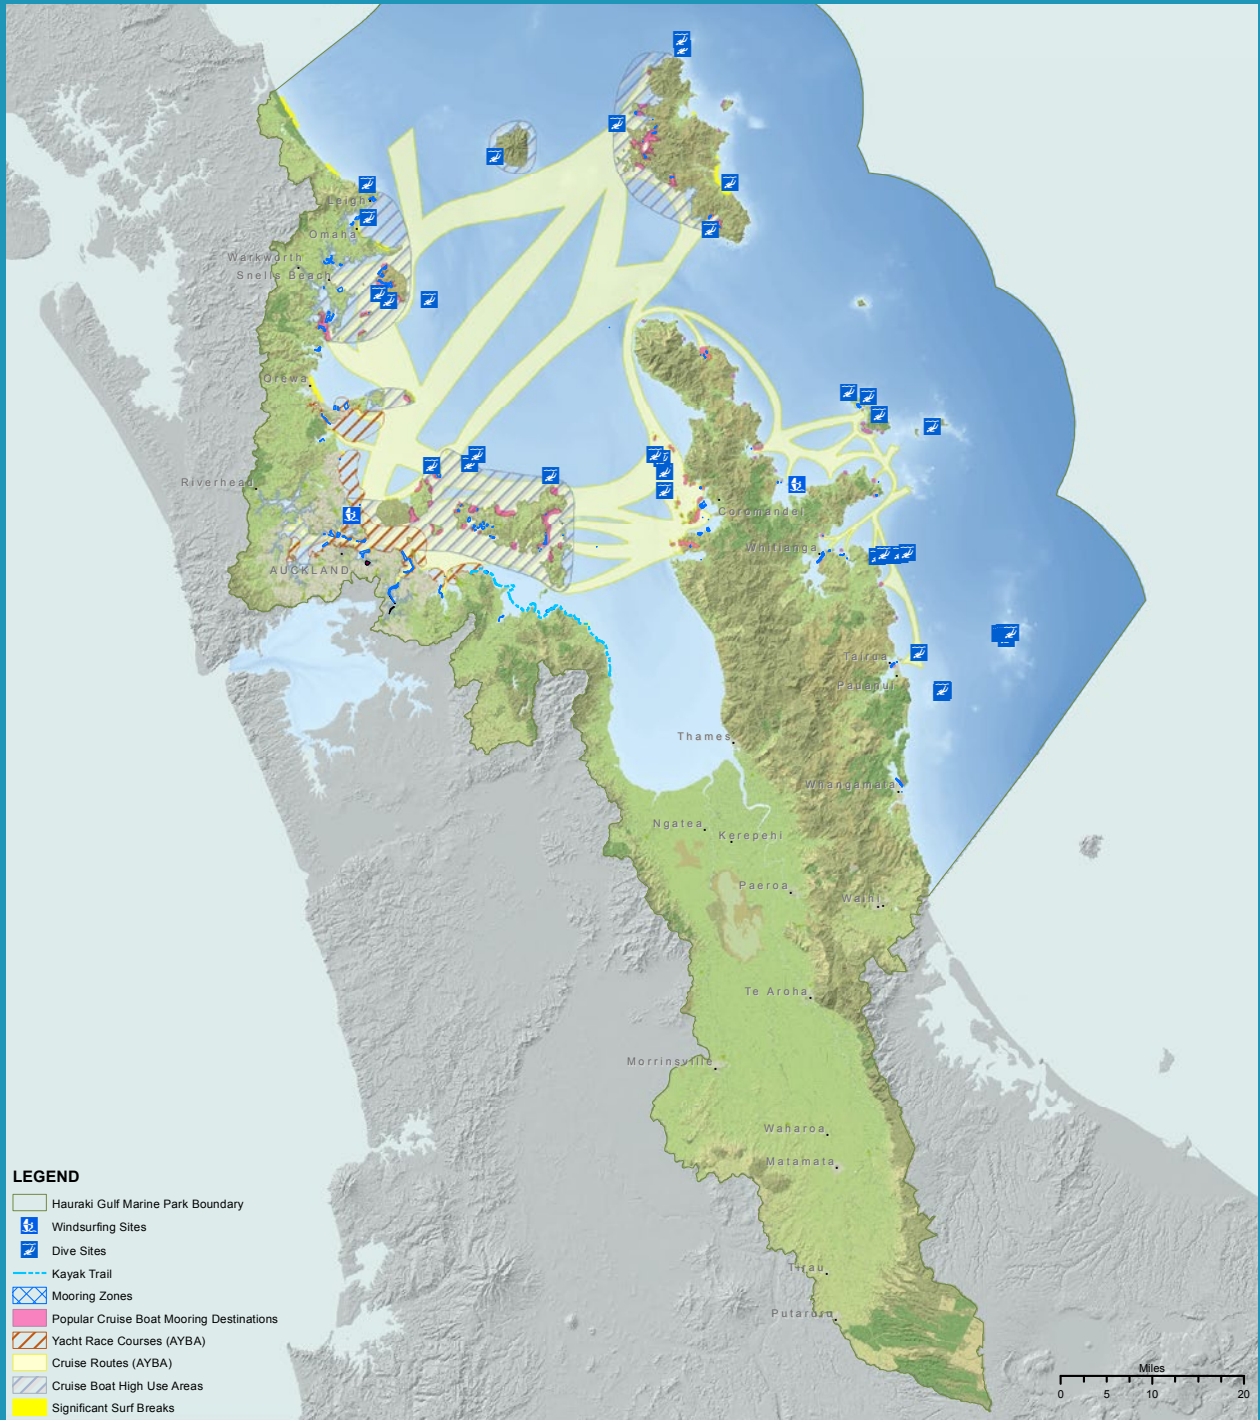 Leigh
Omaha
Warkworth
Snells Beach
Orewa
Riverhead
Coromandel
Whitianga
AUCKLAND
Tairua
Pauanui
Thames
Whangamata
Ngatea
Kerepehi
Paeroa
Waihi
Te Aroha
Morrinsville
Waharoa
Matamata
Tirau
Putaruru
LEGEND
Hauraki Gulf Marine Park Boundary
Windsurfing Sites
Dive Sites
Kayak Trail
Mooring Zones
Popular Cruise Boat Mooring Destinations
Yacht Race Courses (AYBA)
Cruise Routes (AYBA)
Cruise Boat High Use Areas
Significant Surf Breaks
Miles
0 5 10 20